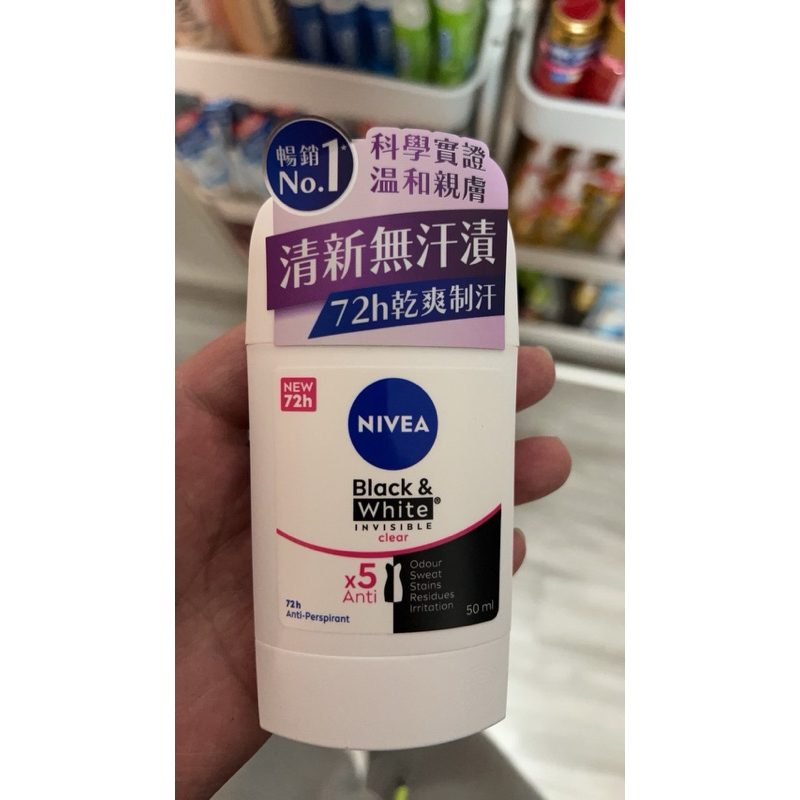 暢銷
No.1*
科學實證
溫和親膚
清新無汗漬
72h乾爽制汗
NEW
72h
NIVEA
Black &
White®
INVISIBLE
clear
x5
Anti
Odour
Sweat
Stains
Residues
Irritation
72h
Anti-Perspirant
50 ml